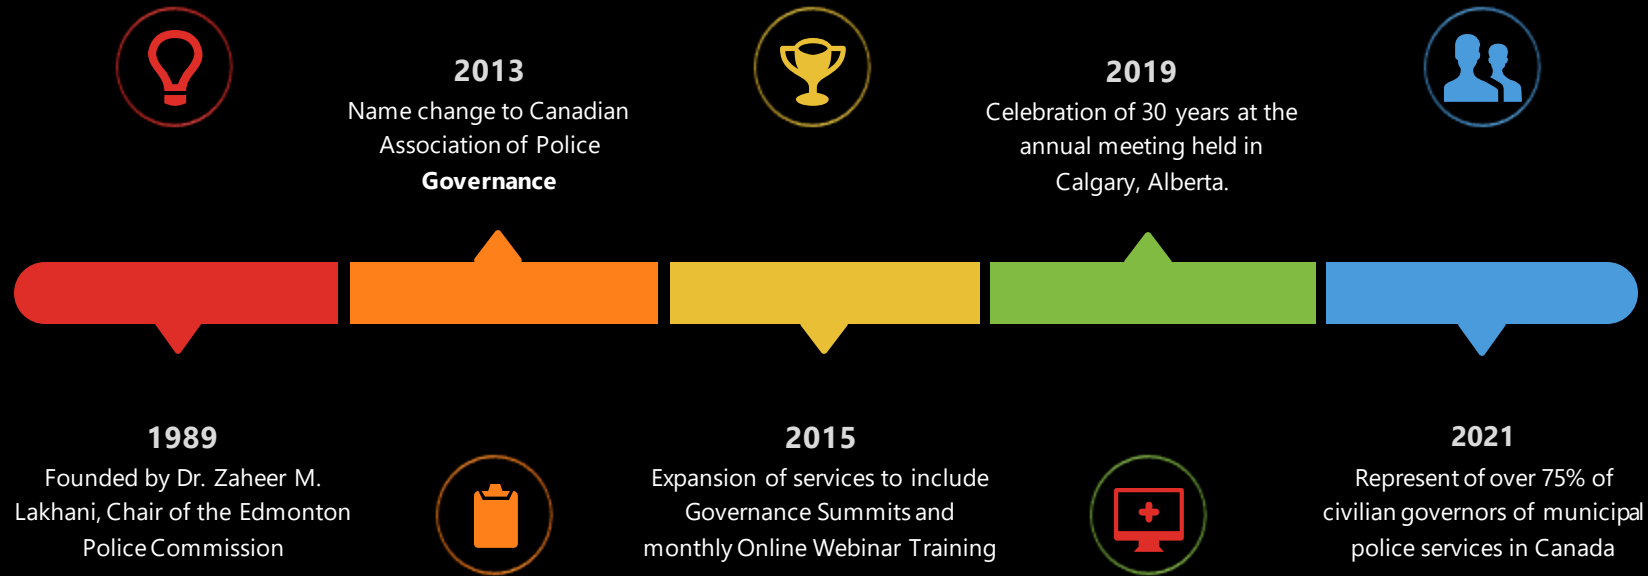 1989
Founded by Dr. Zaheer M.
Lakhani, Chair of the Edmonton
Police Commission
2013
Name change to Canadian
Association of Police
Governance
2015
Expansion of services to include
Governance Summits and
monthly Online Webinar Training
2019
Celebration of 30 years at the
annual meeting held in
Calgary, Alberta.
2021
Represent of over 75% of
civilian governors of municipal
police services in Canada